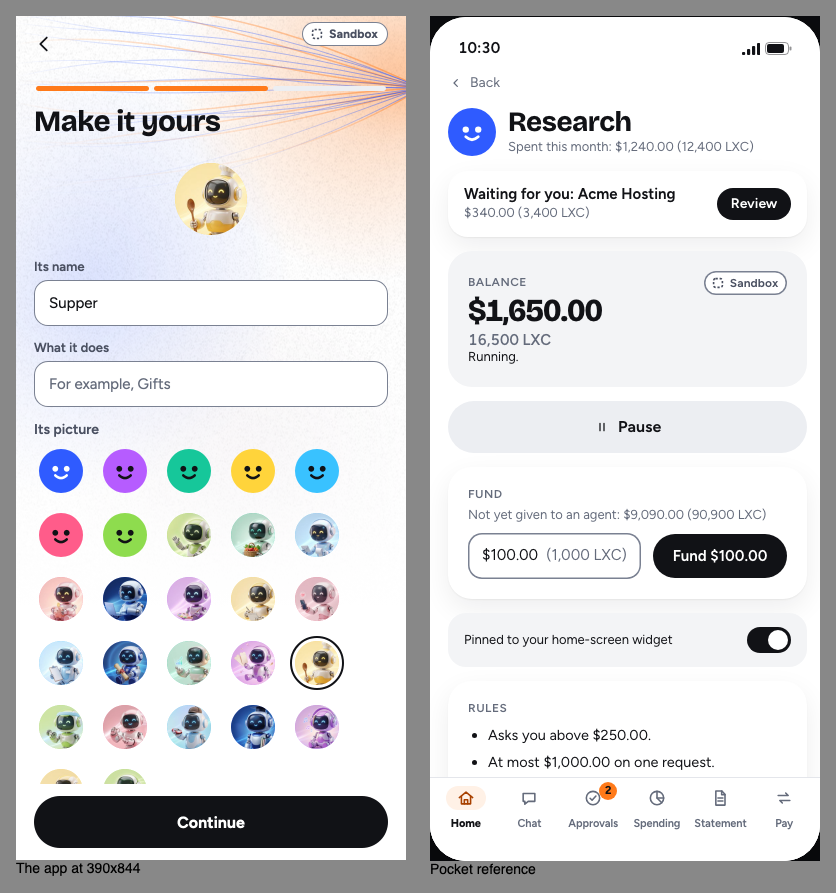 Sandbox
Make it yours
Its name
Supper
What it does
For example, Gifts
Its picture
Continue
The app at 390x844
10:30
Back
Research
Spent this month: $1,240.00 (12,400 LXC)
Waiting for you: Acme Hosting
$340.00 (3,400 LXC)
Review
BALANCE
Sandbox
$1,650.00
16,500 LXC
Running.
Pause
FUND
Not yet given to an agent: $9,090.00 (90,900 LXC)
$100.00 (1,000 LXC)
Fund $100.00
Pinned to your home-screen widget
RULES
• Asks you above $250.00.
• At most $1,000.00 on one request.
2
Home Chat Approvals Spending Statement Pay
Pocket reference